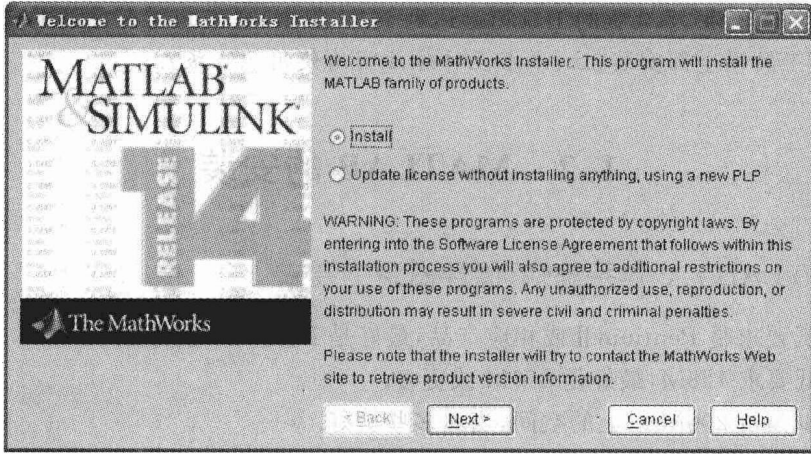 Welcome to the MathWorks Installer
MATLAB
& SIMULINK
RELEASE 14
The MathWorks
Welcome to the MathWorks Installer. This program will install the
MATLAB family of products.
Install
Update license without installing anything, using a new PLP
WARNING: These programs are protected by copyright laws. By
entering into the Software License Agreement that follows within this
installation process you will also agree to additional restrictions on
your use of these programs. Any unauthorized use, reproduction, or
distribution may result in severe civil and criminal penalties.
Please note that the installer will try to contact the MathWorks Web
site to retrieve product version information.
< Back
Next >
Cancel
Help